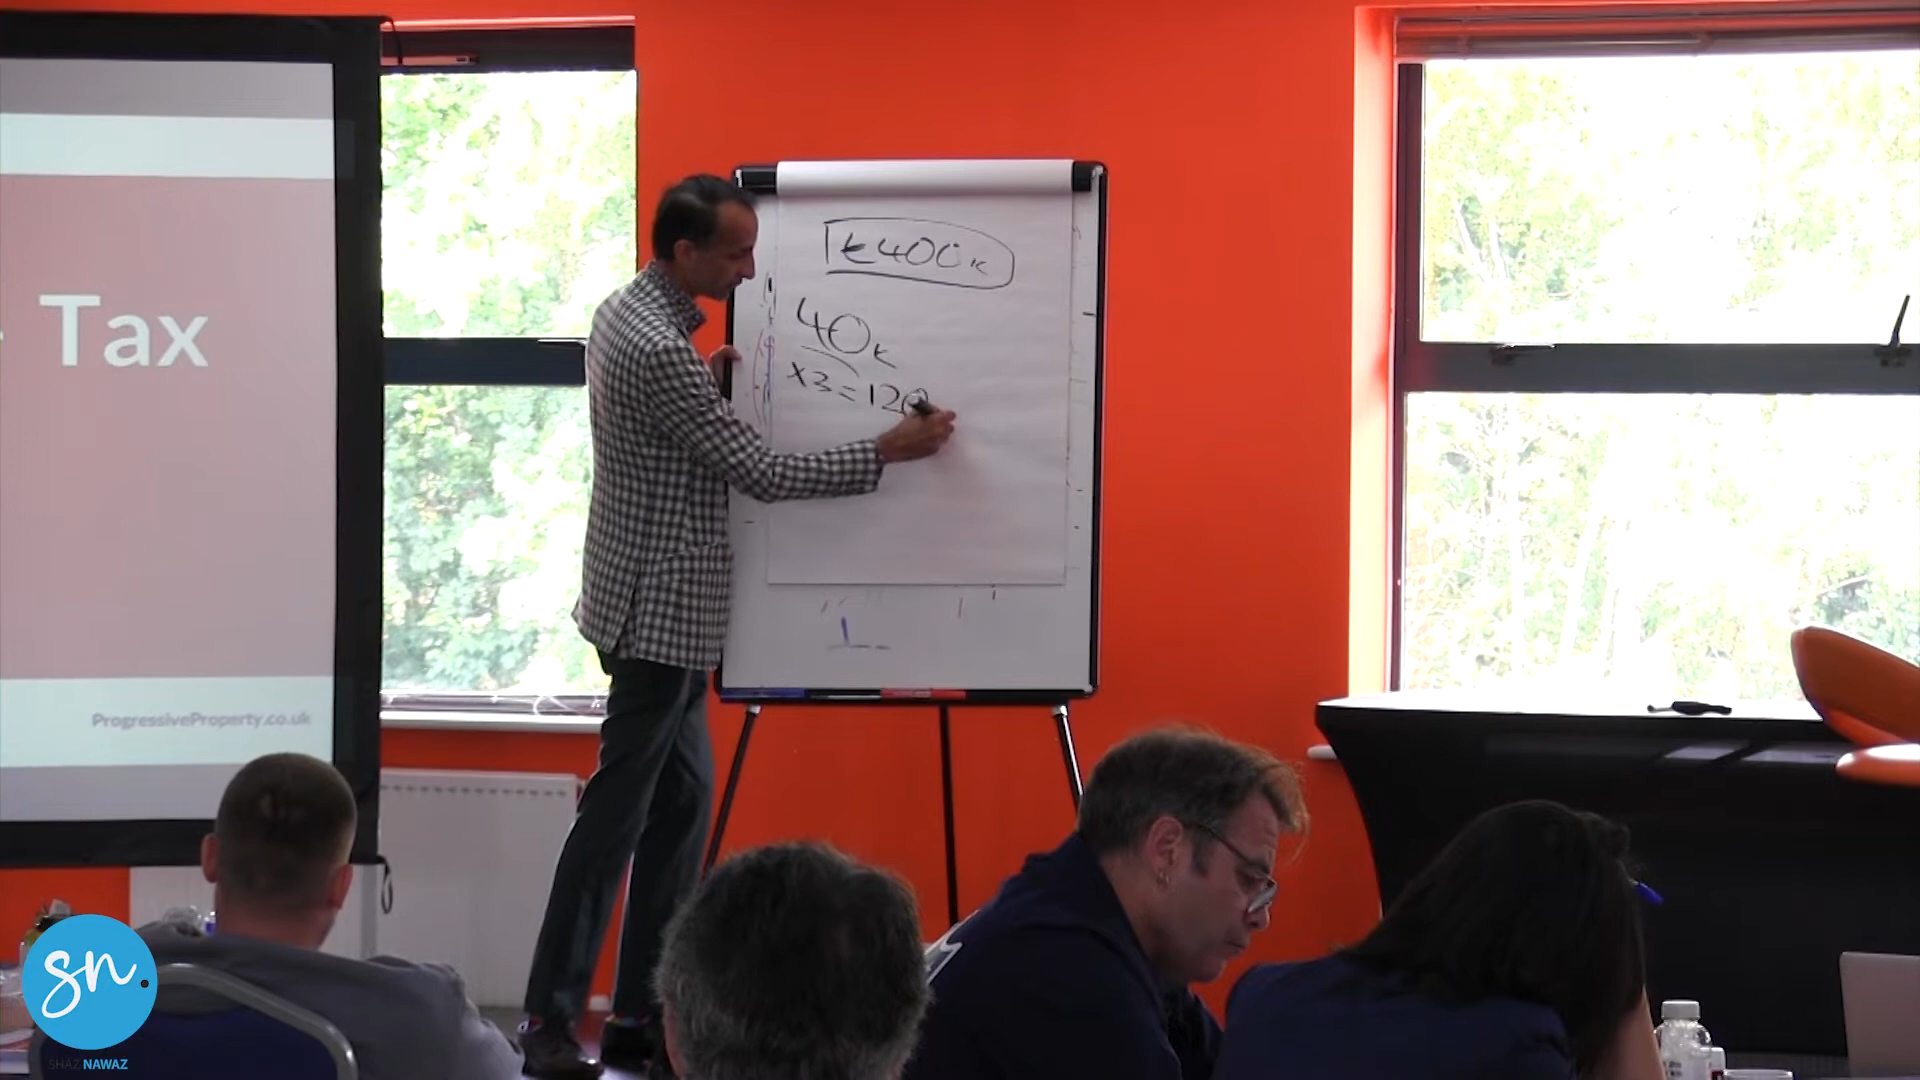 Tax
ProgressiveProperty.co.uk
£400k
40k
x3=120
sn.
SHAZ NAWAZ